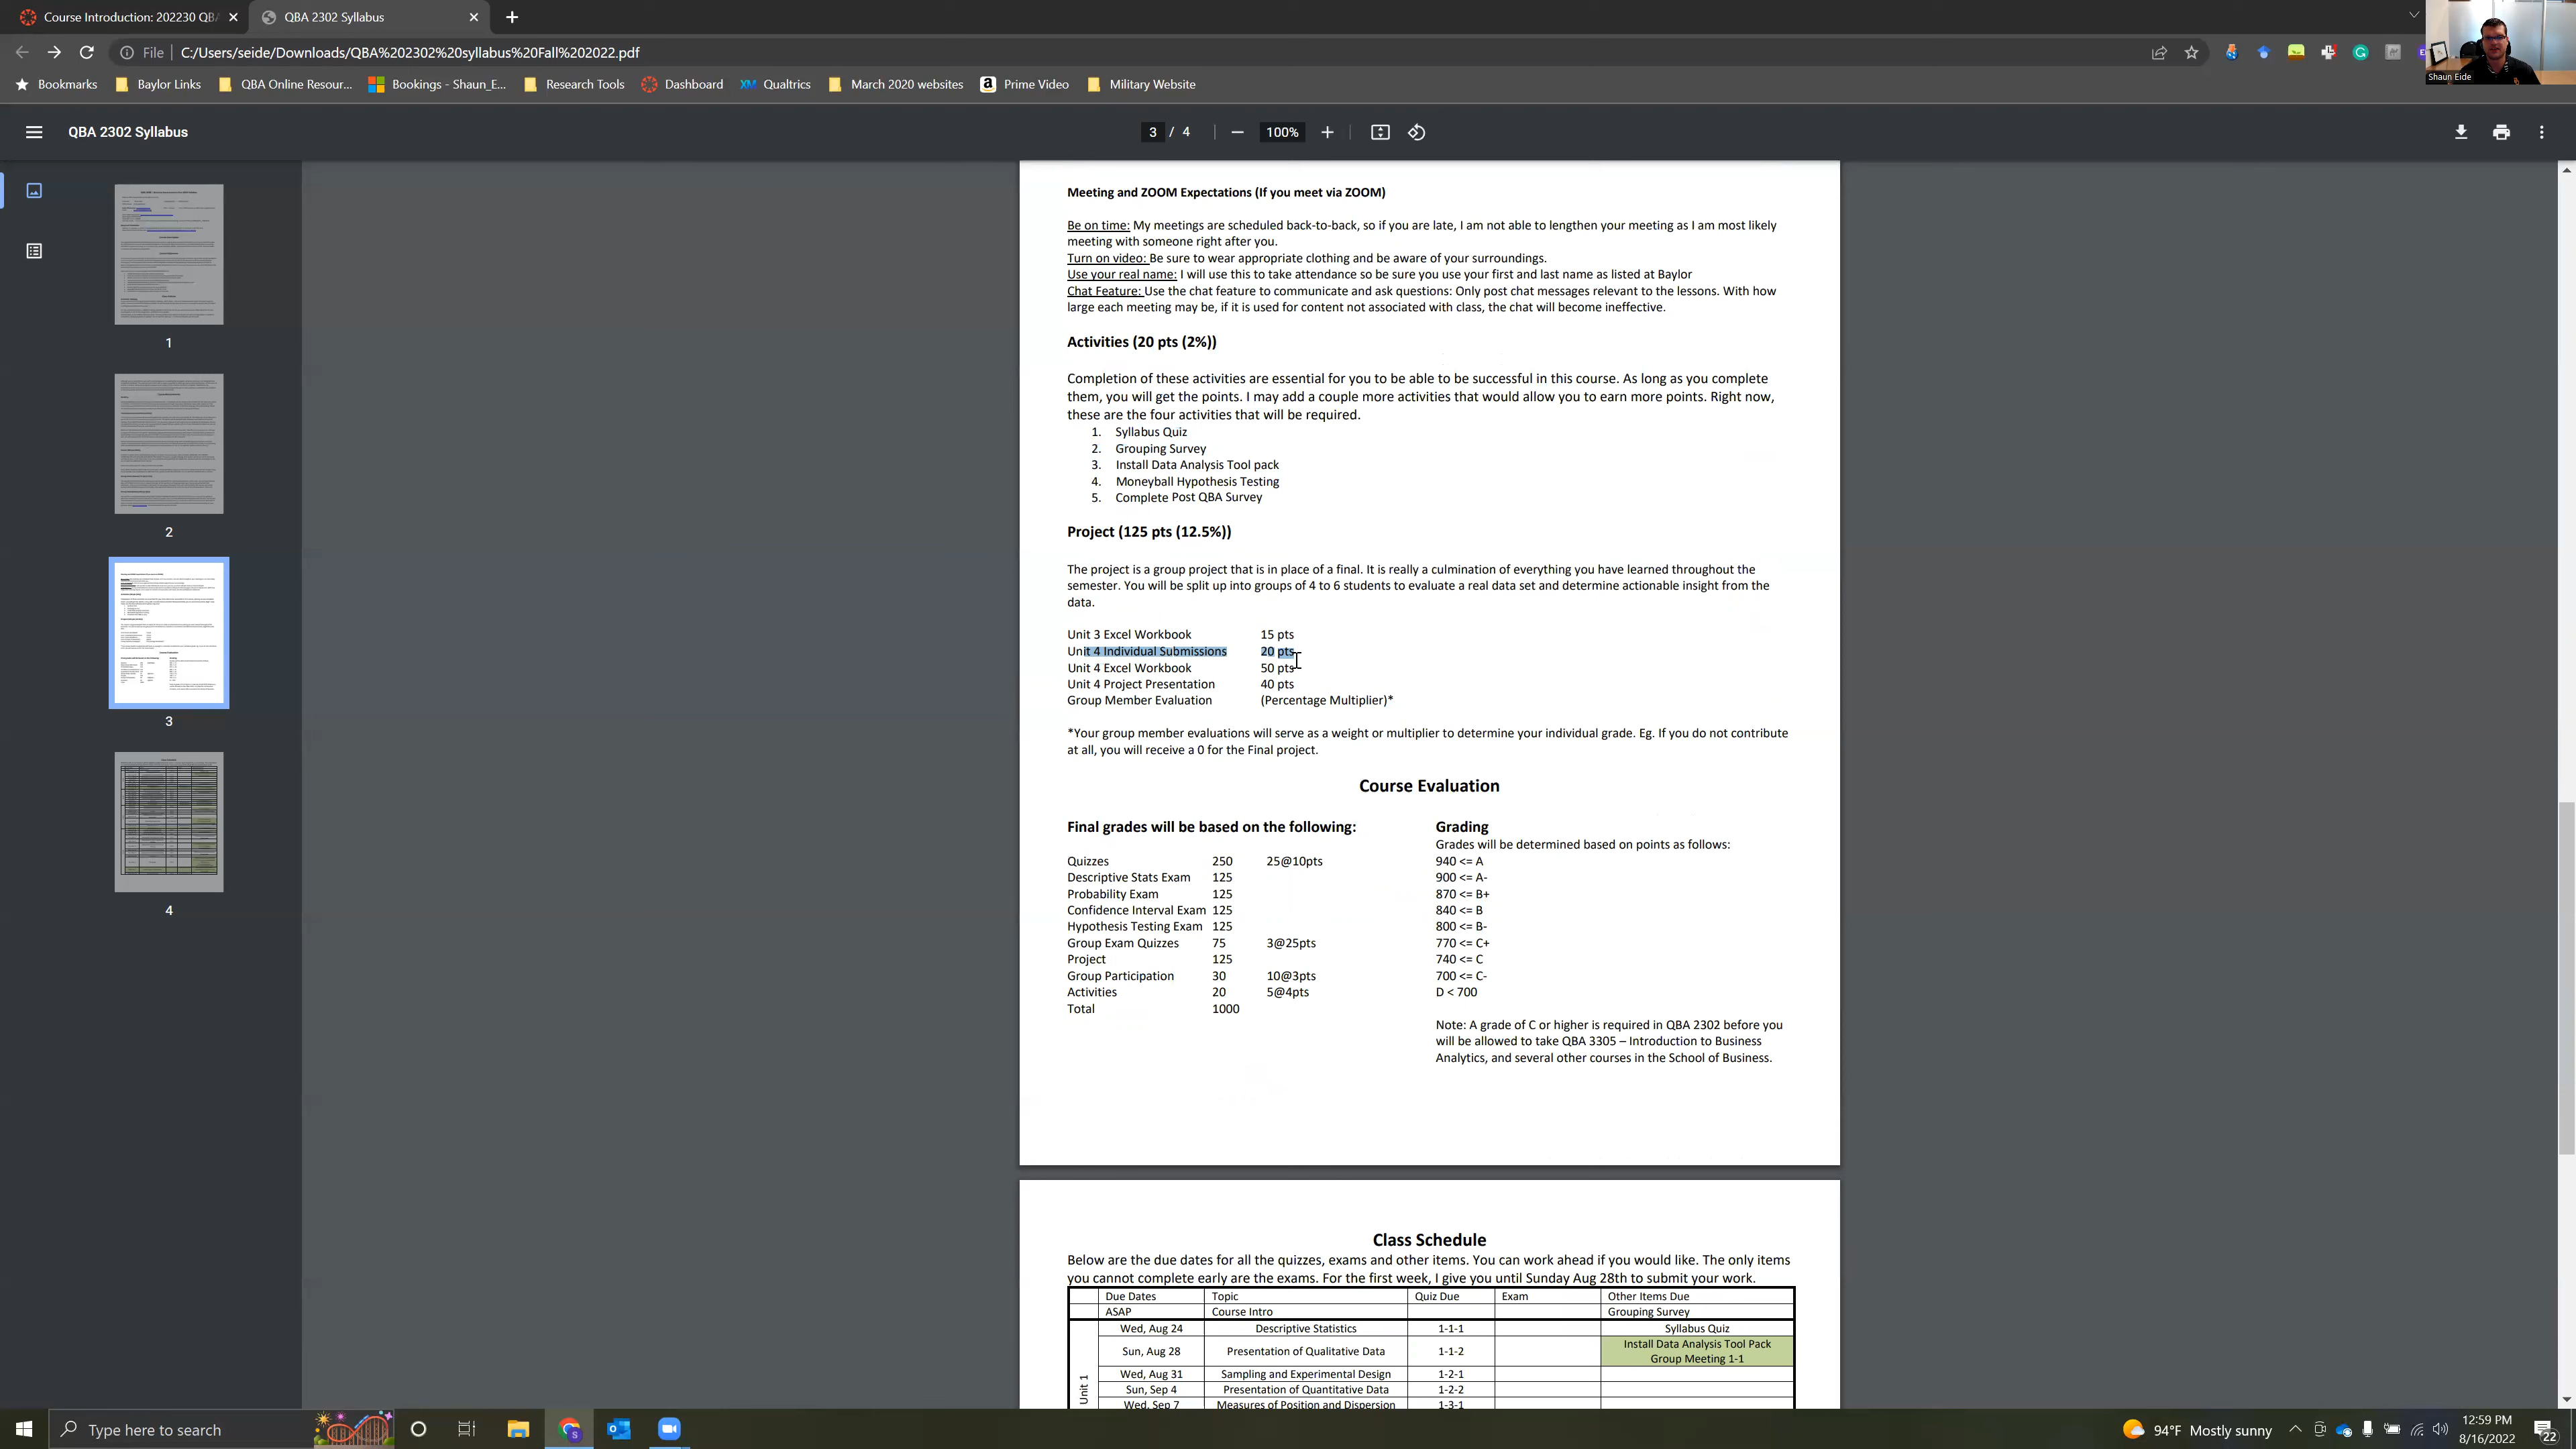 Course Introduction: 202230 QBA
QBA 2302 Syllabus
File
C:/Users/seide/Downloads/QBA%202302%20syllabus%20Fall%202022.pdf
Bookmarks
Baylor Links
QBA Online Resour...
Bookings - Shaun_E...
Research Tools
Dashboard
XM
Qualtrics
March 2020 websites
Prime Video
Military Website
Shaun Eide
QBA 2302 Syllabus
3 / 4
100%
1
2
3
4
Meeting and ZOOM Expectations (If you meet via ZOOM)
Be on time: My meetings are scheduled back-to-back, so if you are late, I am not able to lengthen your meeting as I am most likely
meeting with someone right after you.
Turn on video: Be sure to wear appropriate clothing and be aware of your surroundings.
Use your real name: I will use this to take attendance so be sure you use your first and last name as listed at Baylor
Chat Feature: Use the chat feature to communicate and ask questions: Only post chat messages relevant to the lessons. With how
large each meeting may be, if it is used for content not associated with class, the chat will become ineffective.
Activities (20 pts (2%))
Completion of these activities are essential for you to be able to be successful in this course. As long as you complete
them, you will get the points. I may add a couple more activities that would allow you to earn more points. Right now,
these are the four activities that will be required.
1. Syllabus Quiz
2. Grouping Survey
3. Install Data Analysis Tool pack
4. Moneyball Hypothesis Testing
5. Complete Post QBA Survey
Project (125 pts (12.5%))
The project is a group project that is in place of a final. It is really a culmination of everything you have learned throughout the
semester. You will be split up into groups of 4 to 6 students to evaluate a real data set and determine actionable insight from the
data.
Unit 3 Excel Workbook 15 pts
Unit 4 Individual Submissions 20 pts
Unit 4 Excel Workbook 50 pts
Unit 4 Project Presentation 40 pts
Group Member Evaluation (Percentage Multiplier)*
*Your group member evaluations will serve as a weight or multiplier to determine your individual grade. Eg. If you do not contribute
at all, you will receive a 0 for the Final project.
Course Evaluation
Final grades will be based on the following:
Quizzes 250 25@10pts
Descriptive Stats Exam 125
Probability Exam 125
Confidence Interval Exam 125
Hypothesis Testing Exam 125
Group Exam Quizzes 75 3@25pts
Project 125
Group Participation 30 10@3pts
Activities 20 5@4pts
Total 1000
Grading
Grades will be determined based on points as follows:
940 <= A
900 <= A-
870 <= B+
840 <= B
800 <= B-
770 <= C+
740 <= C
700 <= C-
D < 700
Note: A grade of C or higher is required in QBA 2302 before you
will be allowed to take QBA 3305 – Introduction to Business
Analytics, and several other courses in the School of Business.
Class Schedule
Below are the due dates for all the quizzes, exams and other items. You can work ahead if you would like. The only items
you cannot complete early are the exams. For the first week, I give you until Sunday Aug 28th to submit your work.
Due Dates Topic Quiz Due Exam Other Items Due
ASAP Course Intro Grouping Survey
Unit 1
Wed, Aug 24 Descriptive Statistics 1-1-1 Syllabus Quiz
Sun, Aug 28 Presentation of Qualitative Data 1-1-2 Install Data Analysis Tool Pack
Group Meeting 1-1
Wed, Aug 31 Sampling and Experimental Design 1-2-1
Sun, Sep 4 Presentation of Quantitative Data 1-2-2
Wed, Sep 7 Measures of Position and Dispersion 1-3-1
Type here to search
94°F Mostly sunny
12:59 PM
8/16/2022
22